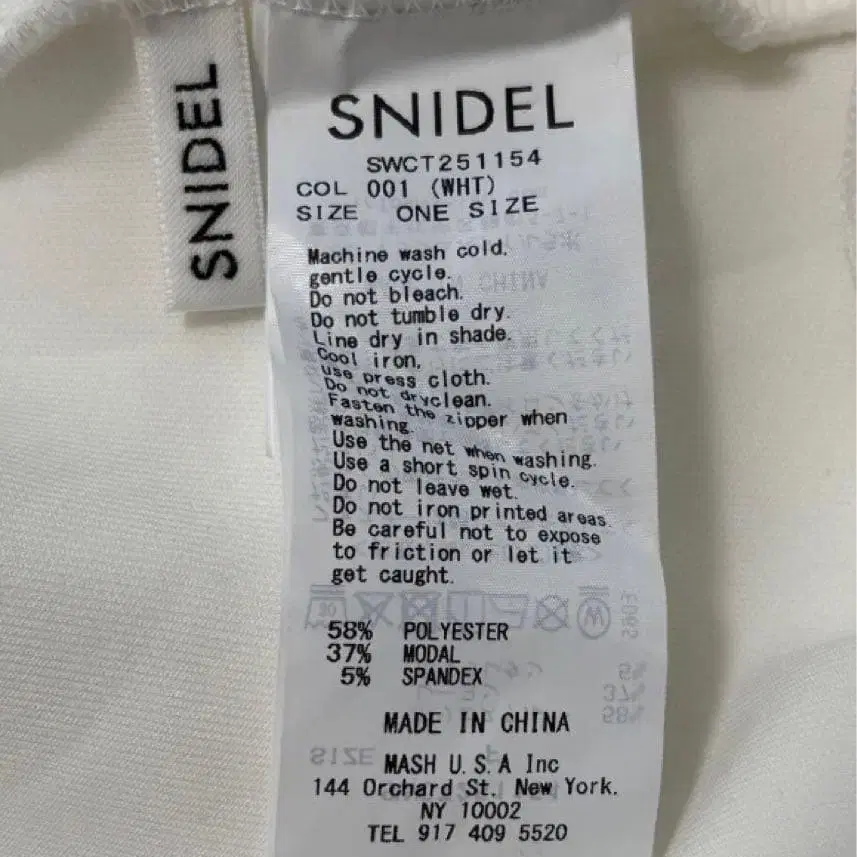 SNIDEL
SNIDEL
SWCT251154
COL 001 (WHT)
SIZE ONE SIZE
Machine wash cold.
gentle cycle.
Do not bleach.
Do not tumble dry.
Line dry in shade.
Cool iron,
use press cloth.
Do not dryclean.
Fasten the zipper when
washing.
Use the net when washing.
Use a short spin cycle.
Do not leave wet.
Do not iron printed areas.
Be careful not to expose
to friction or let it
get caught.
58% POLYESTER
37% MODAL
5% SPANDEX
MADE IN CHINA
MASH U.S.A Inc
144 Orchard St. New York.
NY 10002
TEL 917 409 5520